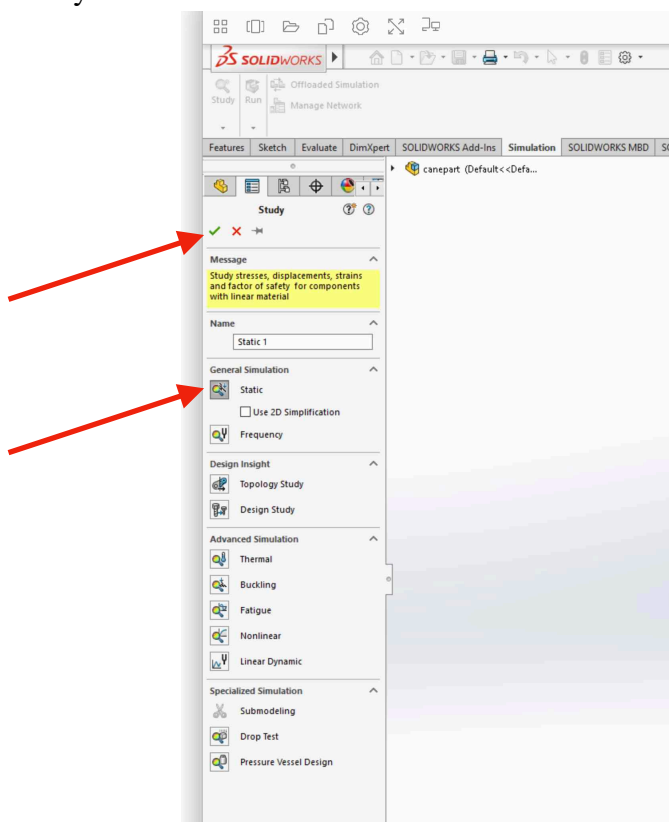 SOLIDWORKS
Offloaded Simulation
Study Run
Manage Network
Features Sketch Evaluate DimXpert SOLIDWORKS Add-Ins Simulation SOLIDWORKS MBD
canepart (Default<<Defa...
Study
Message
Study stresses, displacements, strains
and factor of safety for components
with linear material
Name
Static 1
General Simulation
Static
Use 2D Simplification
Frequency
Design Insight
Topology Study
Design Study
Advanced Simulation
Thermal
Buckling
Fatigue
Nonlinear
Linear Dynamic
Specialized Simulation
Submodeling
Drop Test
Pressure Vessel Design